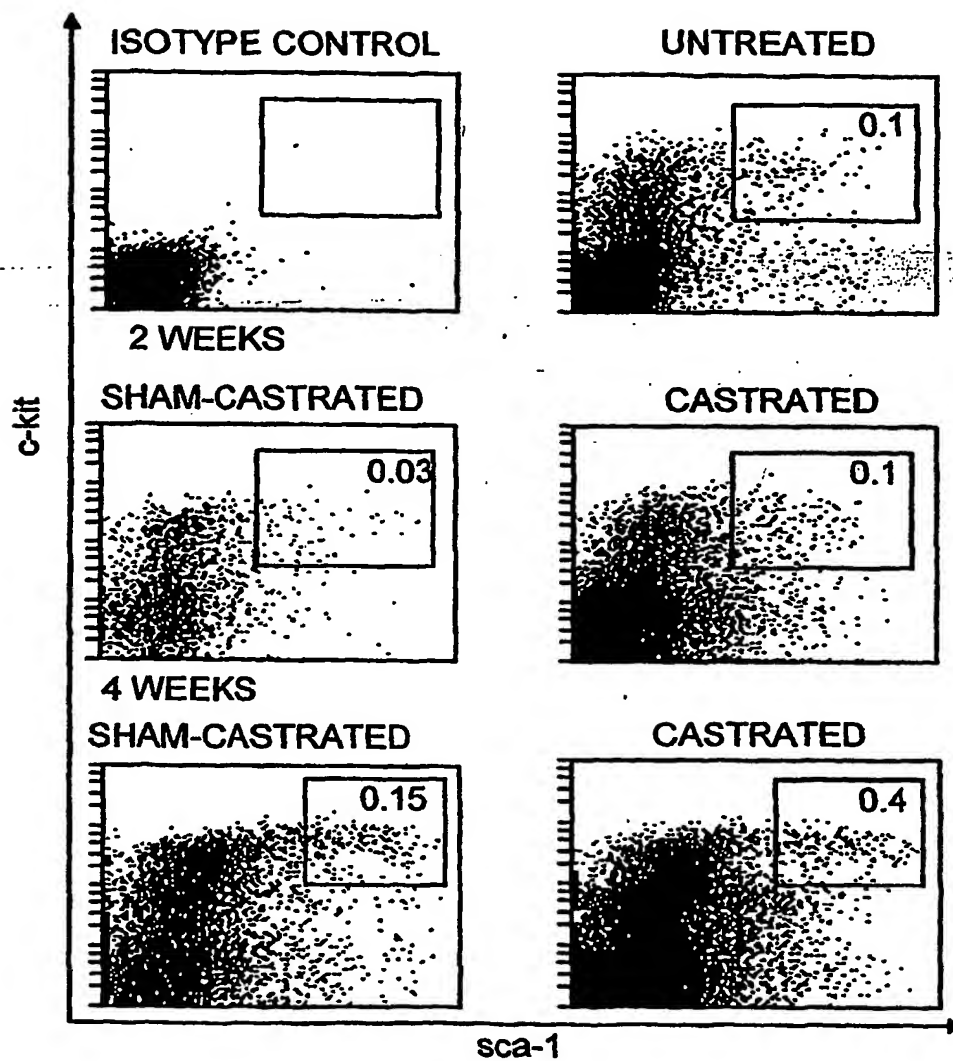 ISOTYPE CONTROL
UNTREATED
0.1
2 WEEKS
SHAM-CASTRATED
CASTRATED
0.03
0.1
4 WEEKS
SHAM-CASTRATED
CASTRATED
0.15
0.4
c-kit
sca-1